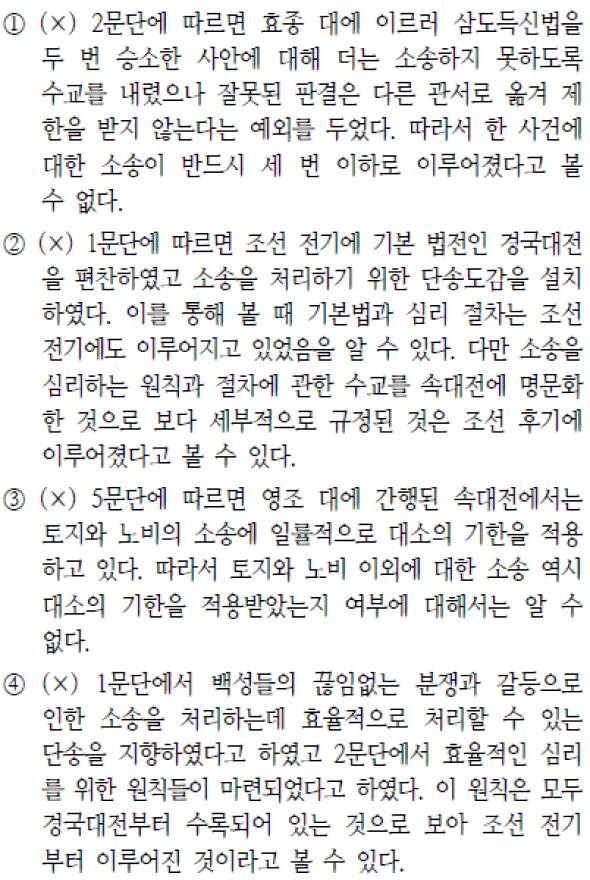 ① (×) 2문단에 따르면 효종 대에 이르러 삼도득신법을
두 번 승소한 사안에 대해 더는 소송하지 못하도록
수교를 내렸으나 잘못된 판결은 다른 관서로 옮겨 제
한을 받지 않는다는 예외를 두었다. 따라서 한 사건에
대한 소송이 반드시 세 번 이하로 이루어졌다고 볼
수 없다.
② (×) 1문단에 따르면 조선 전기에 기본 법전인 경국대전
을 편찬하였고 소송을 처리하기 위한 단송도감을 설치
하였다. 이를 통해 볼 때 기본법과 심리 절차는 조선
전기에도 이루어지고 있었음을 알 수 있다. 다만 소송을
심리하는 원칙과 절차에 관한 수교를 속대전에 명문화
한 것으로 보다 세부적으로 규정된 것은 조선 후기에
이루어졌다고 볼 수 있다.
③ (×) 5문단에 따르면 영조 대에 간행된 속대전에서는
토지와 노비의 소송에 일률적으로 대소의 기한을 적용
하고 있다. 따라서 토지와 노비 이외에 대한 소송 역시
대소의 기한을 적용받았는지 여부에 대해서는 알 수
없다.
④ (×) 1문단에서 백성들의 끊임없는 분쟁과 갈등으로
인한 소송을 처리하는데 효율적으로 처리할 수 있는
단송을 지향하였다고 하였고 2문단에서 효율적인 심리
를 위한 원칙들이 마련되었다고 하였다. 이 원칙은 모두
경국대전부터 수록되어 있는 것으로 보아 조선 전기
부터 이루어진 것이라고 볼 수 있다.